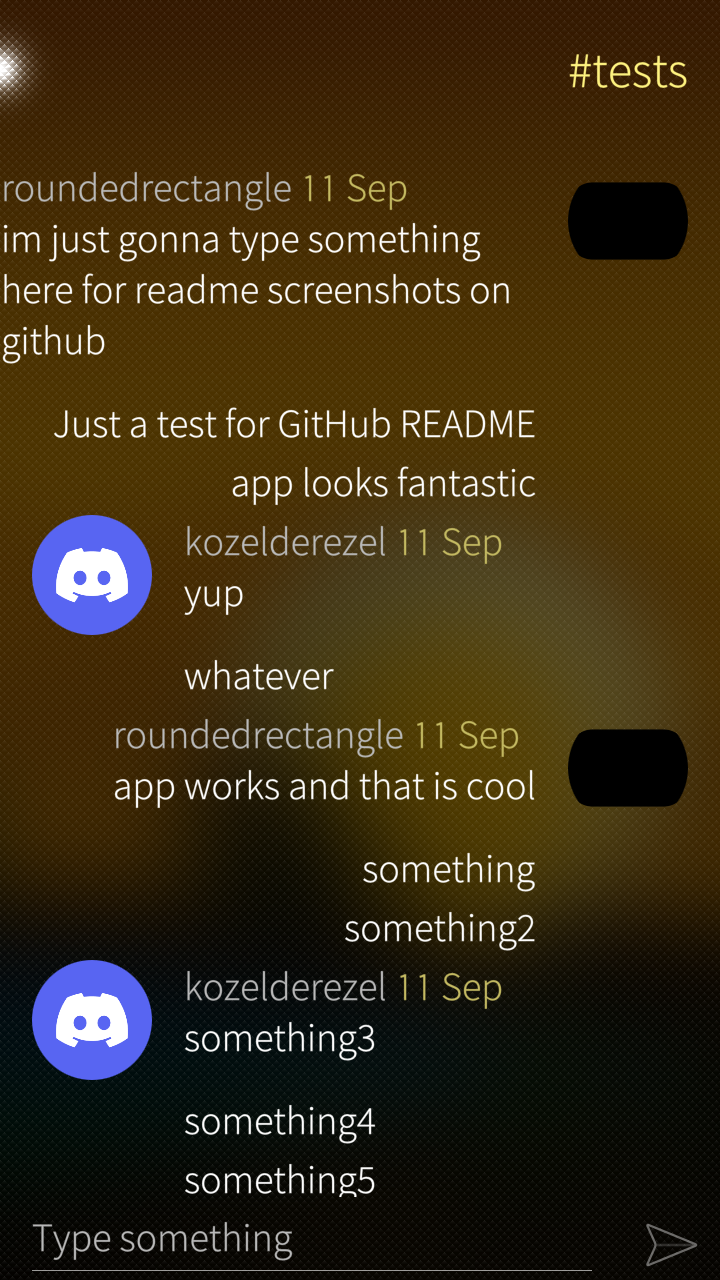 #tests
roundedrectangle 11 Sep
im just gonna type something
here for readme screenshots on
github
Just a test for GitHub README
app looks fantastic
kozelderezel 11 Sep
yup
whatever
roundedrectangle 11 Sep
app works and that is cool
something
something2
kozelderezel 11 Sep
something3
something4
something5
Type something